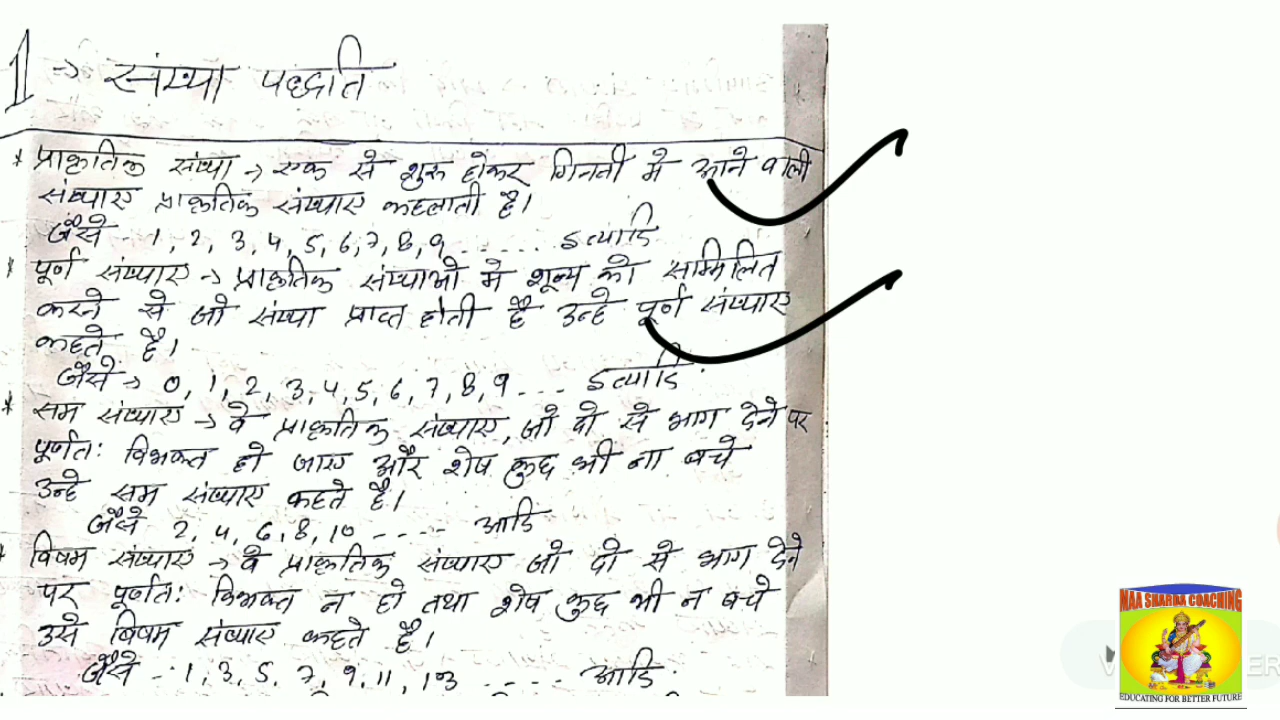 1 → संख्या पद्धति
* प्राकृतिक संख्या → एक से शुरू होकर गिनती मे आने वाली
संख्याए प्राकृतिक संख्याए कहलाती है।
जैसे - 1, 2, 3, 4, 5, 6, 7, 8, 9 ...... इत्यादि
* पूर्ण संख्याए → प्राकृतिक संख्याओ मे शून्य को सम्मिलित
करने से जो संख्या प्राप्त होती है उन्हे पूर्ण संख्याए
कहते है।
जैसे → 0, 1, 2, 3, 4, 5, 6, 7, 8, 9 ... इत्यादि
* सम संख्याए → वे प्राकृतिक संख्याए, जो दो से भाग देने पर
पूर्णत: विभक्त हो जाए और शेष कुछ भी ना बचे
उन्हे सम संख्याए कहते है।
जैसे 2, 4, 6, 8, 10 ----- आदि
* विषम संख्याए → वे प्राकृतिक संख्याए जो दो से भाग देने
पर पूर्णत: विभक्त न हो तथा शेष कुछ भी न बचे
उसे विषम संख्याए कहते है।
जैसे - 1, 3, 5, 7, 9, 11, 13 ----- आदि
MAA SHARDA COACHING
EDUCATING FOR BETTER FUTURE